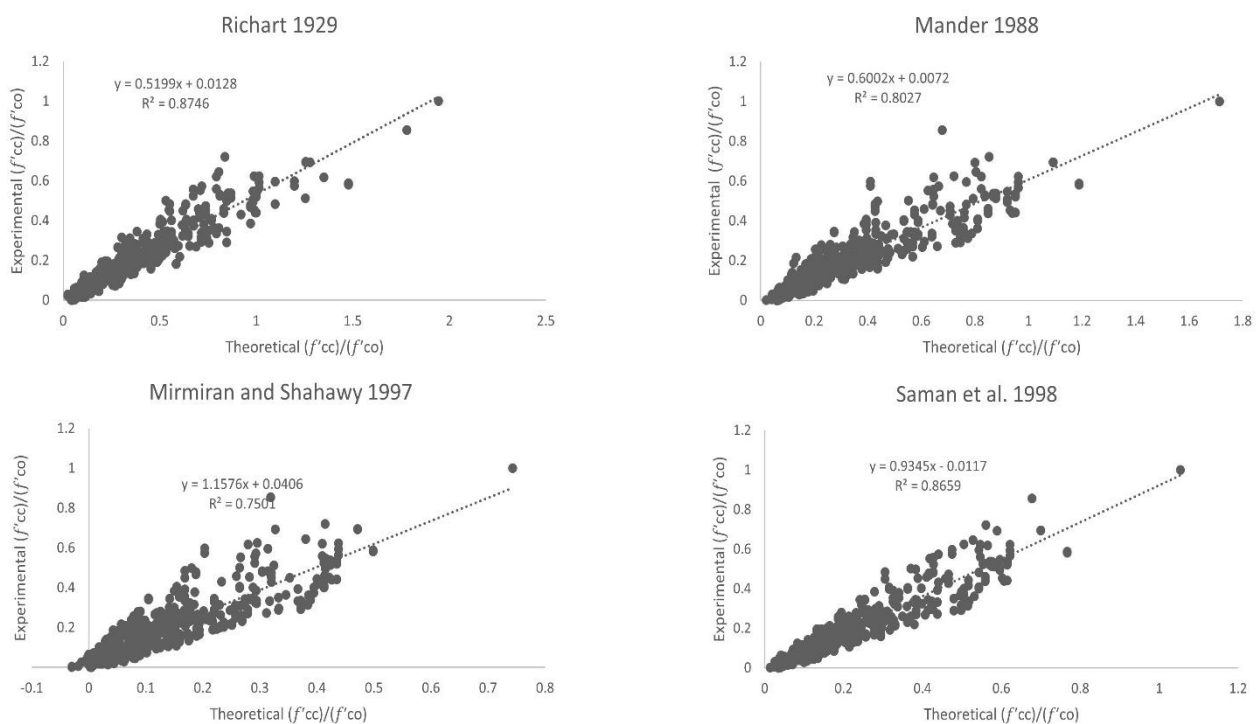 Richart 1929
1.2
y = 0.5199x + 0.0128
R² = 0.8746
1
0.8
0.6
0.4
0.2
0
0 0.5 1 1.5 2 2.5
Experimental (f'cc)/(f'co)
Theoretical (f'cc)/(f'co)
Mander 1988
1.2
y = 0.6002x + 0.0072
R² = 0.8027
1
0.8
0.6
0.4
0.2
0
0 0.2 0.4 0.6 0.8 1 1.2 1.4 1.6 1.8
Experimental (f'cc)/(f'co)
Theoretical (f'cc)/(f'co)
Mirmiran and Shahawy 1997
1.2
1
y = 1.1576x + 0.0406
R² = 0.7501
0.8
0.6
0.4
0.2
-0.1 0 0.1 0.2 0.3 0.4 0.5 0.6 0.7 0.8
Experimental (f'cc)/(f'co)
Theoretical (f'cc)/(f'co)
Saman et al. 1998
1.2
y = 0.9345x - 0.0117
R² = 0.8659
1
0.8
0.6
0.4
0.2
0
0 0.2 0.4 0.6 0.8 1 1.2
Experimental (f'cc)/(f'co)
Theoretical (f'cc)/(f'co)